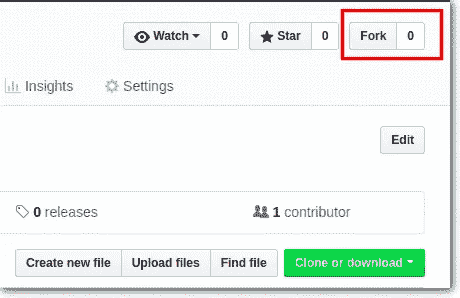 Watch 0 Star 0 Fork 0
Insights Settings
Edit
0 releases 1 contributor
Create new file Upload files Find file Clone or download